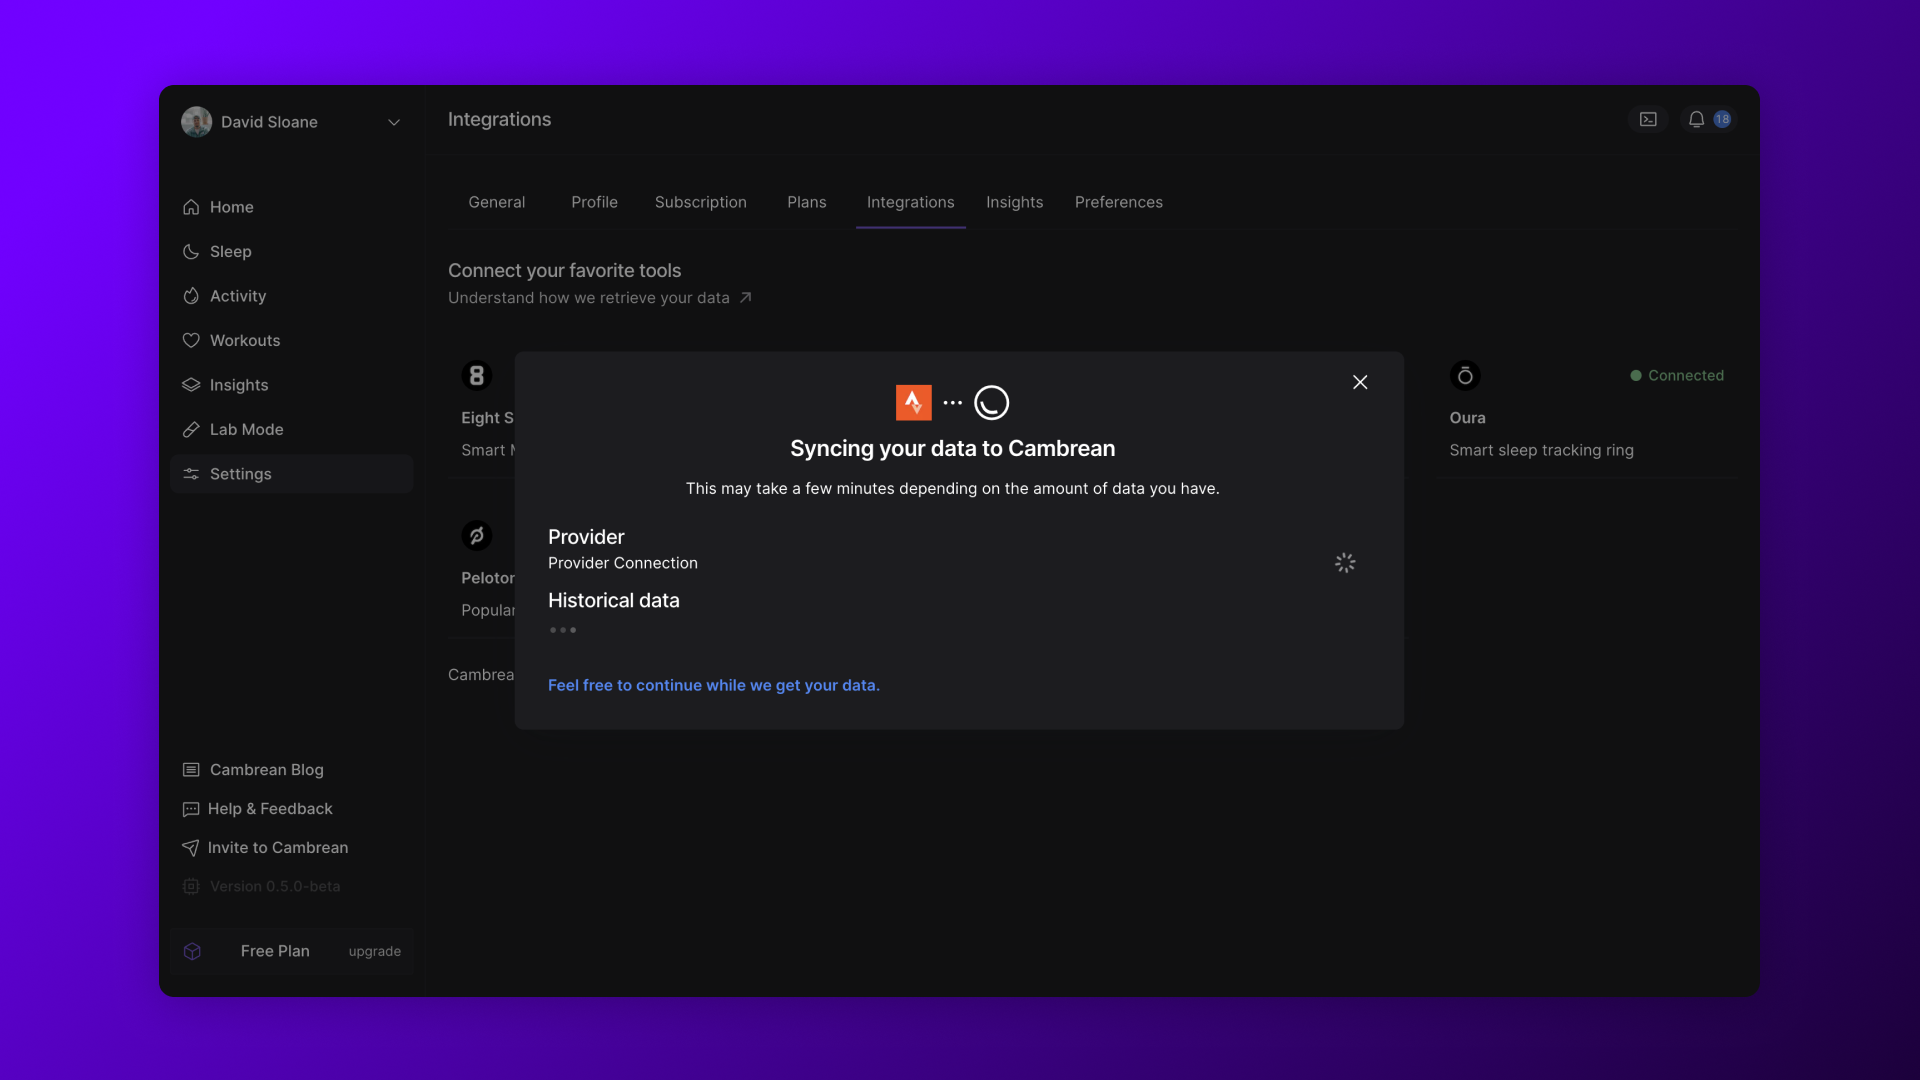 David Sloane
Home
Sleep
Activity
Workouts
Insights
Lab Mode
Settings
Cambrean Blog
Help & Feedback
Invite to Cambrean
Version 0.5.0-beta
Free Plan upgrade
Integrations
18
General Profile Subscription Plans Integrations Insights Preferences
Connect your favorite tools
Understand how we retrieve your data
8
Eight S
Smart
Connected
Oura
Smart sleep tracking ring
Peloton
Popular
Cambrea
Syncing your data to Cambrean
This may take a few minutes depending on the amount of data you have.
Provider
Provider Connection
Historical data
Feel free to continue while we get your data.